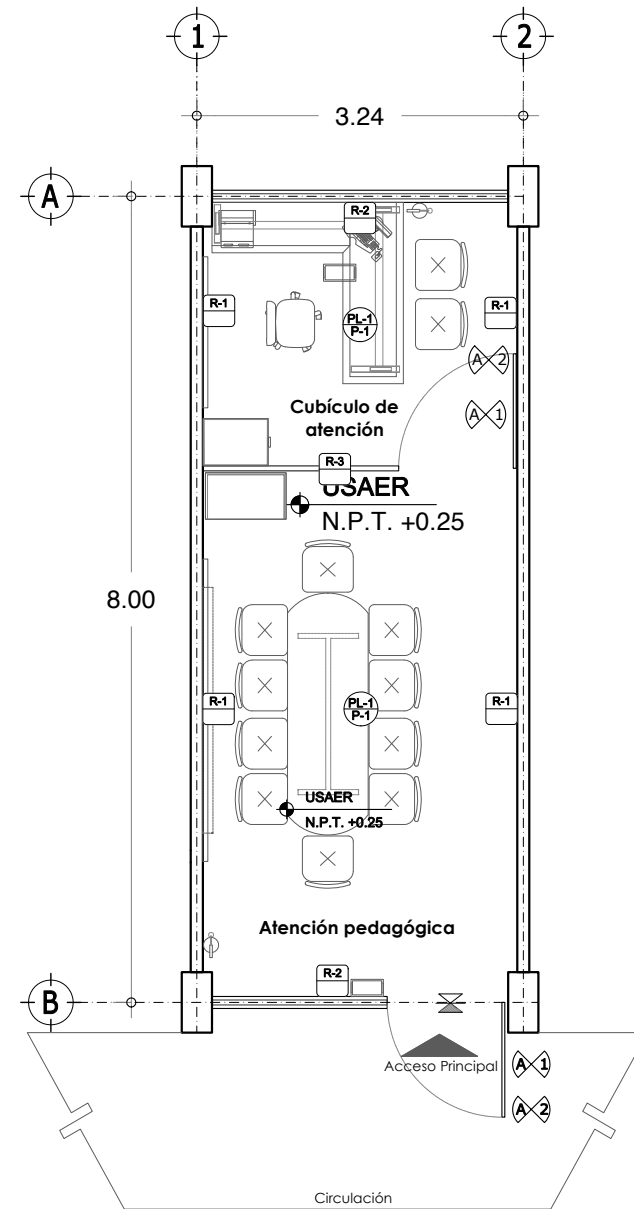 1
2
3.24
A
R-2
R-1
R-1
PL-1
P-1
A 2
A 1
Cubículo de
atención
R-3
USAER
N.P.T. +0.25
8.00
R-1
R-1
PL-1
P-1
USAER
N.P.T. +0.25
Atención pedagógica
R-2
B
Acceso Principal
A 1
A 2
Circulación